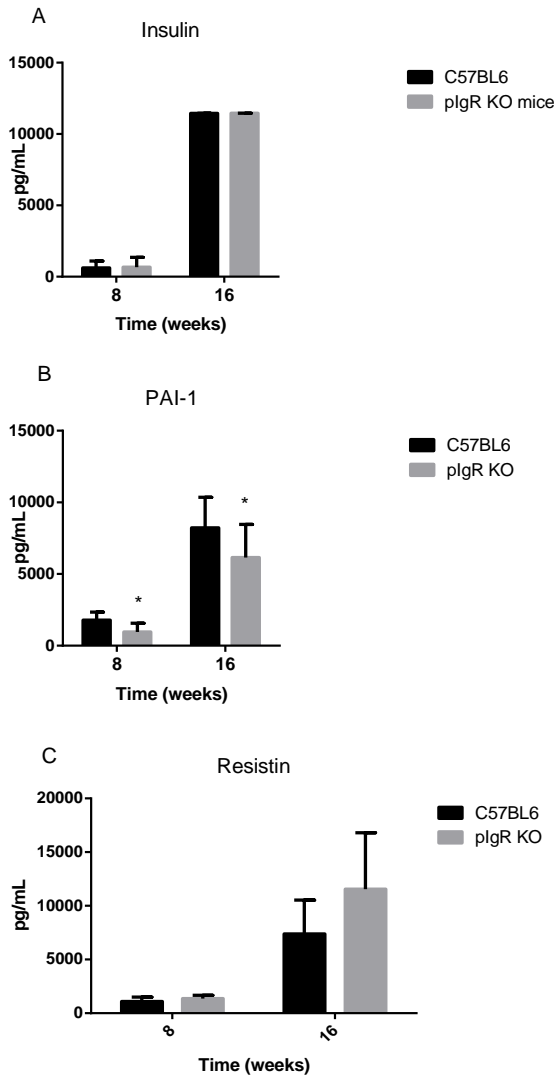 A
Insulin
15000
10000
5000
0
pg/mL
8
16
Time (weeks)
C57BL6
pIgR KO mice
B
PAI-1
15000
10000
5000
0
pg/mL
*
*
8
16
Time (weeks)
C57BL6
pIgR KO
C
Resistin
20000
15000
10000
5000
0
pg/mL
8
16
Time (weeks)
C57BL6
pIgR KO